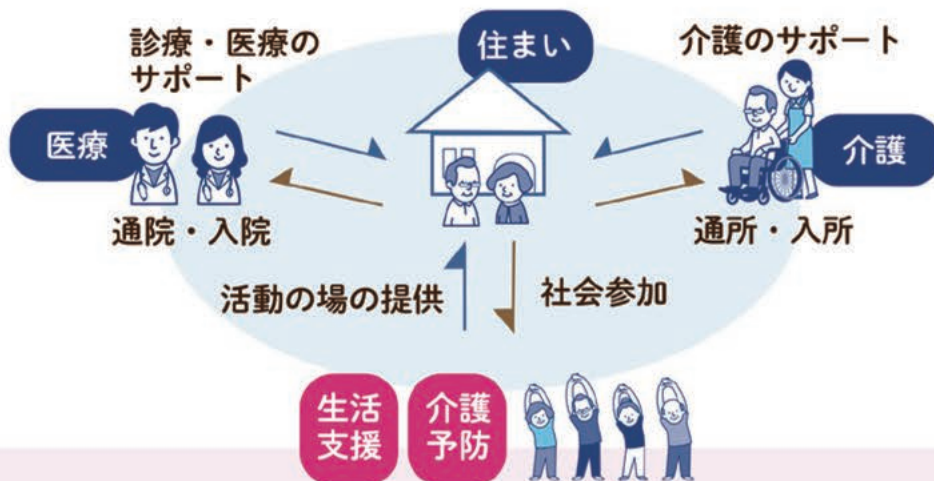 住まい
診療・医療の
サポート
医療
通院・入院
介護のサポート
介護
通所・入所
活動の場の提供
社会参加
生活
支援
介護
予防